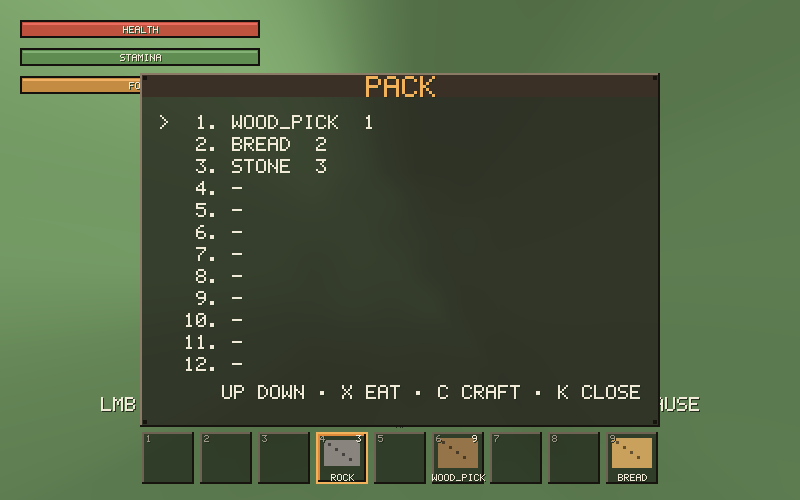 HEALTH
STAMINA
FO
PACK
> 1. WOOD_PICK 1
2. BREAD 2
3. STONE 3
4. -
5. -
6. -
7. -
8. -
9. -
10. -
11. -
12. -
UP DOWN · X EAT · C CRAFT · K CLOSE
LMB AUSE
1 2 3 4 3 5 6 9 7 8 9
ROCK WOOD_PICK BREAD